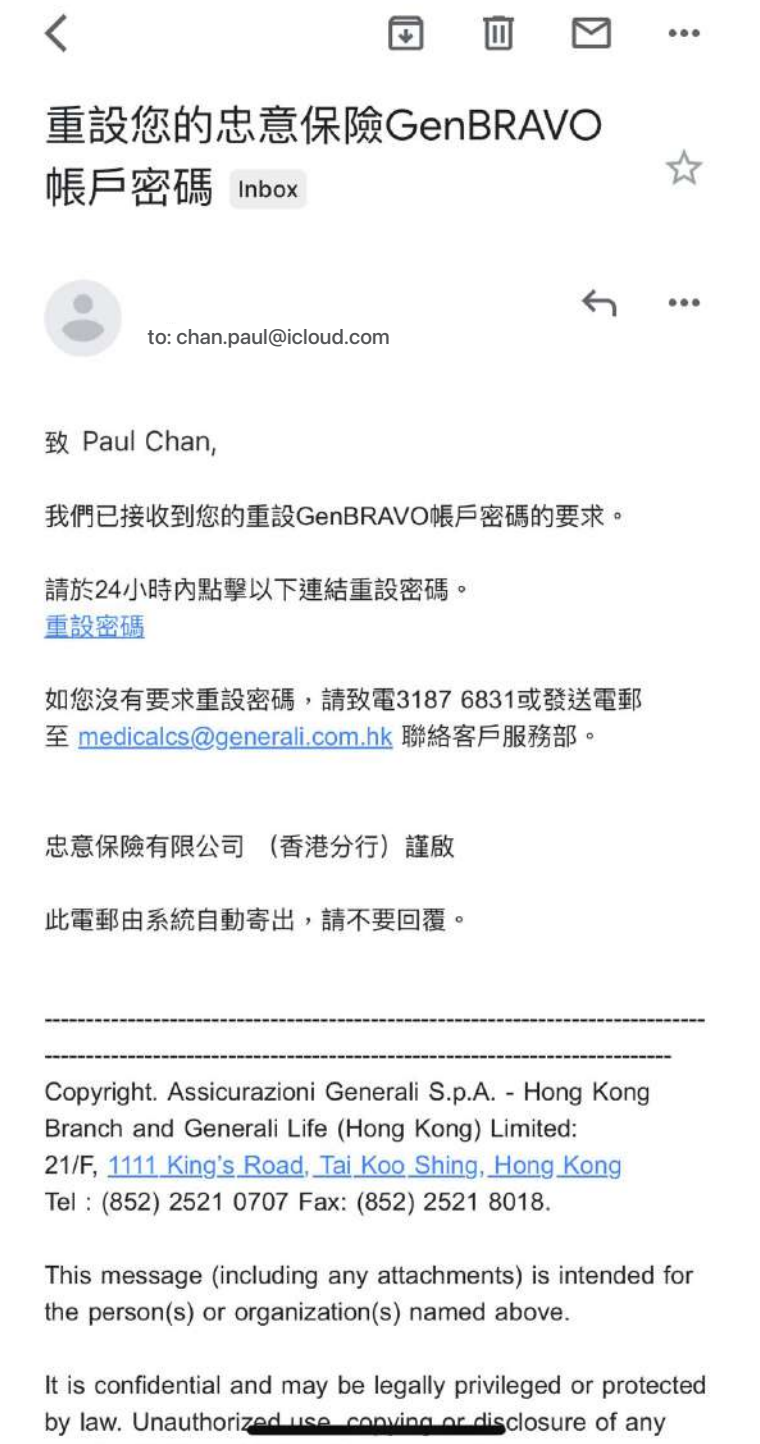 重設您的忠意保險GenBRAVO
帳戶密碼 Inbox
to: chan.paul@icloud.com
致 Paul Chan,
我們已接收到您的重設GenBRAVO帳戶密碼的要求。
請於24小時內點擊以下連結重設密碼。
重設密碼
如您沒有要求重設密碼，請致電3187 6831或發送電郵
至 medicalcs@generali.com.hk 聯絡客戶服務部。
忠意保險有限公司 （香港分行）謹啟
此電郵由系統自動寄出，請不要回覆。
--------------------------------------------------------------------------------
----------------------------------------------------------------------------
Copyright. Assicurazioni Generali S.p.A. - Hong Kong
Branch and Generali Life (Hong Kong) Limited:
21/F, 1111 King's Road, Tai Koo Shing, Hong Kong
Tel : (852) 2521 0707 Fax: (852) 2521 8018.
This message (including any attachments) is intended for
the person(s) or organization(s) named above.
It is confidential and may be legally privileged or protected
by law. Unauthorized use, copying or disclosure of any